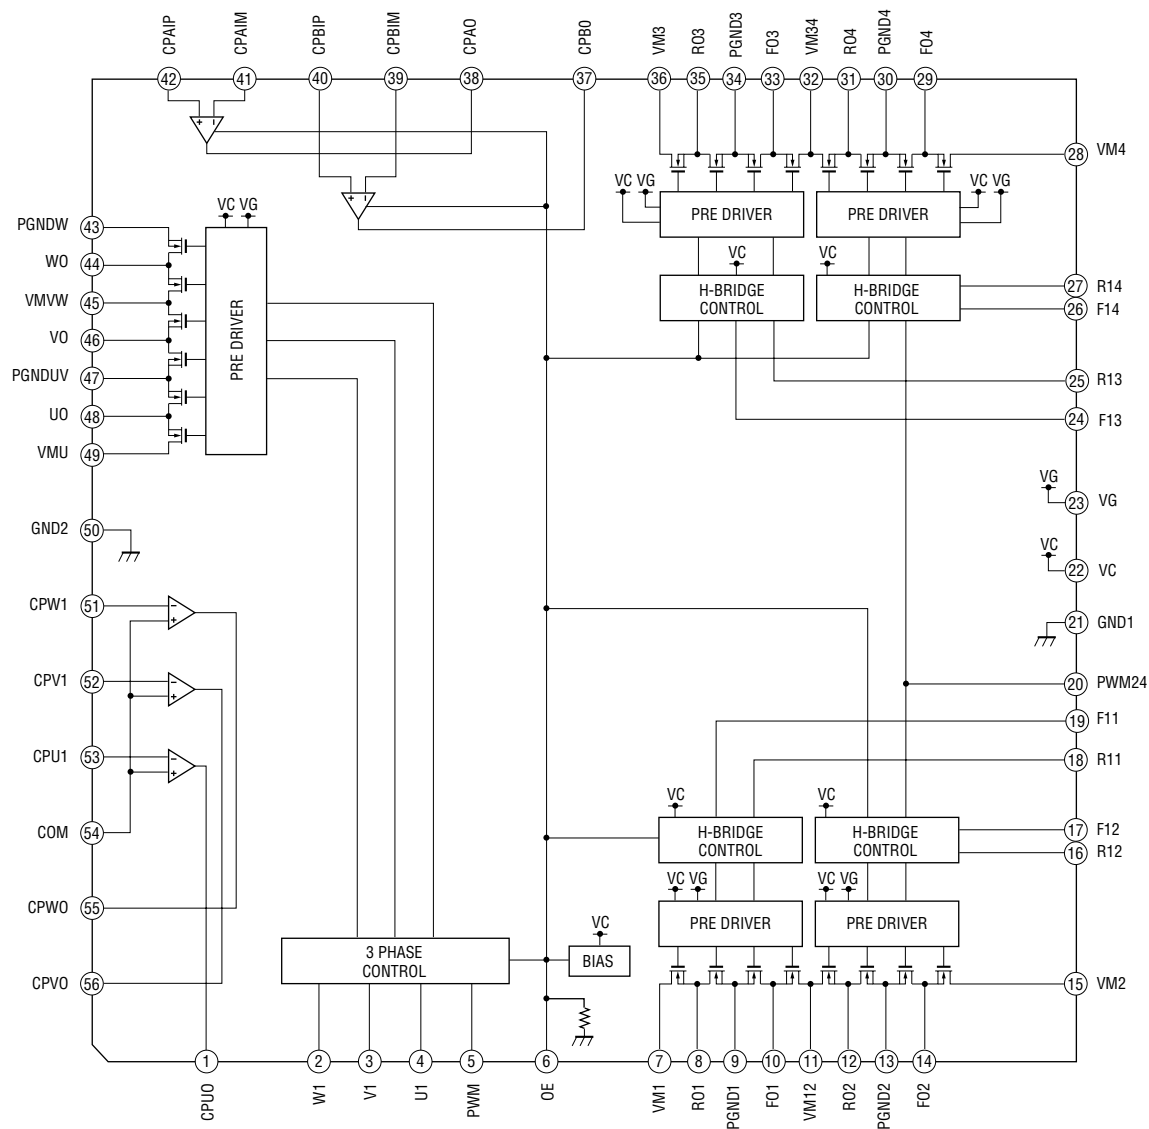 CPAIP CPAIM CPBIP CPBIM CPAO CPB0 VM3 RO3 PGND3 FO3 VM34 RO4 PGND4 FO4
42 41 40 39 38 37 36 35 34 33 32 31 30 29
+ − + −
28 VM4
VC VG PRE DRIVER PRE DRIVER VC VG
PGNDW 43 VC VG
WO 44
VC VC
VMVW 45
H-BRIDGE CONTROL
H-BRIDGE CONTROL
27 R14
26 F14
VO 46
PRE DRIVER
PGNDUV 47
25 R13
UO 48
24 F13
VMU 49
VG
23 VG
GND2 50
VC
22 VC
CPW1 51 − +
21 GND1
CPV1 52 − +
20 PWM24
19 F11
CPU1 53 − +
18 R11
VC VC
COM 54
H-BRIDGE CONTROL
H-BRIDGE CONTROL
17 F12
16 R12
VC VG VC VG
CPWO 55
PRE DRIVER PRE DRIVER
VC
3 PHASE CONTROL
BIAS
CPVO 56
15 VM2
1 2 3 4 5 6 7 8 9 10 11 12 13 14
CPUO W1 V1 U1 PWM OE VM1 RO1 PGND1 FO1 VM12 RO2 PGND2 FO2